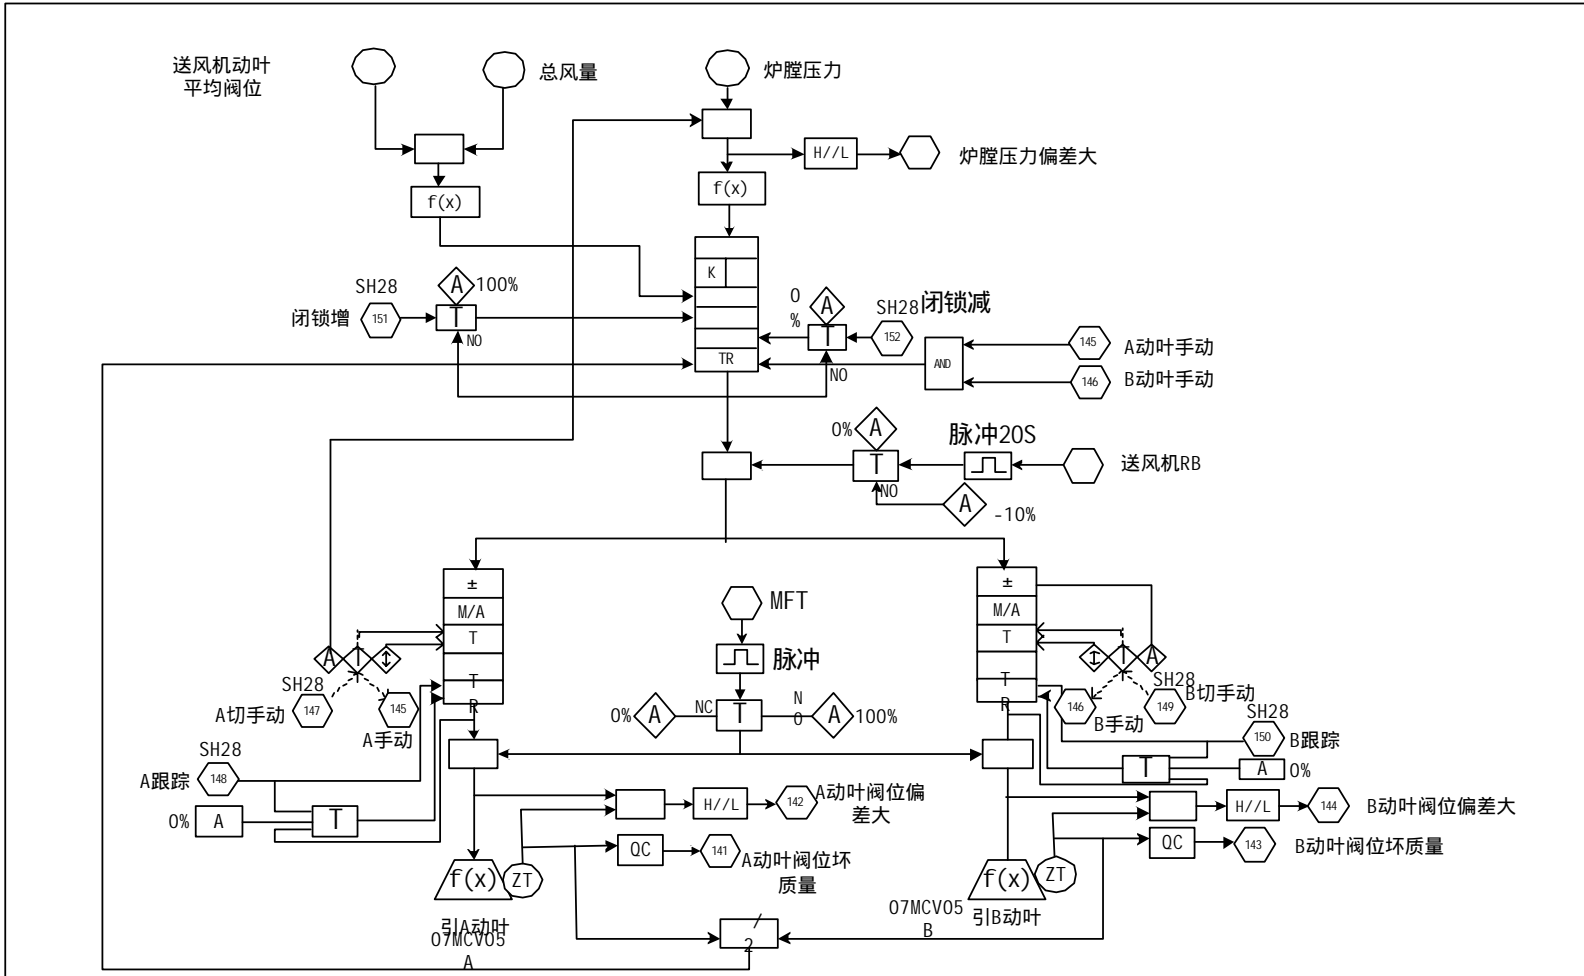 送风机动叶
平均阀位
总风量
炉膛压力
H//L
炉膛压力偏差大
f(x)
f(x)
K
SH28
A
100%
闭锁增
151
T
NO
0
%
A
SH28
闭锁减
T
152
NO
TR
AND
145
A动叶手动
146
B动叶手动
0%
A
脉冲20S
T
NO
送风机RB
A
-10%
±
M/A
T
T
R
±
M/A
T
T
R
MFT
脉冲
0%
A
NC
T
N
O
A
100%
A
T
SH28
A切手动
147
145
A手动
SH28
A跟踪
148
0%
A
T
T
A
SH28
B切手动
146
149
B手动
SH28
150
B跟踪
T
A
0%
H//L
142
A动叶阀位偏
差大
QC
141
A动叶阀位坏
质量
H//L
144
B动叶阀位偏差大
QC
143
B动叶阀位坏质量
f(x)
ZT
引A动叶
07MCV05
A
f(x)
ZT
07MCV05
B
引B动叶
/
2